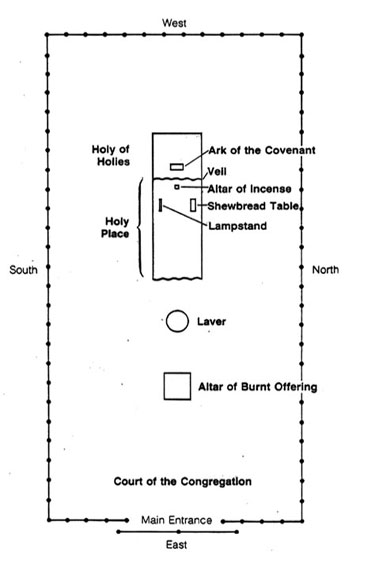 West
Holy of
Holies
Ark of the Covenant
Veil
Altar of Incense
Shewbread Table
Lampstand
Holy
Place
South
North
Laver
Altar of Burnt Offering
Court of the Congregation
Main Entrance
East